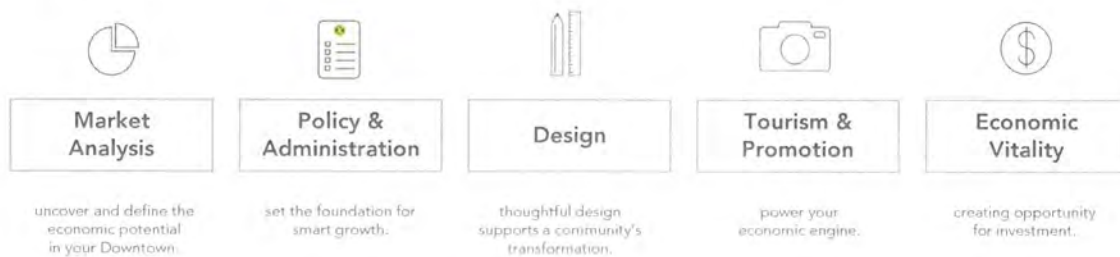 Market
Analysis
uncover and define the
economic potential
in your Downtown.
Policy &
Administration
set the foundation for
smart growth.
Design
thoughtful design
supports a community's
transformation.
Tourism &
Promotion
power your
economic engine.
$
Economic
Vitality
creating opportunity
for investment.